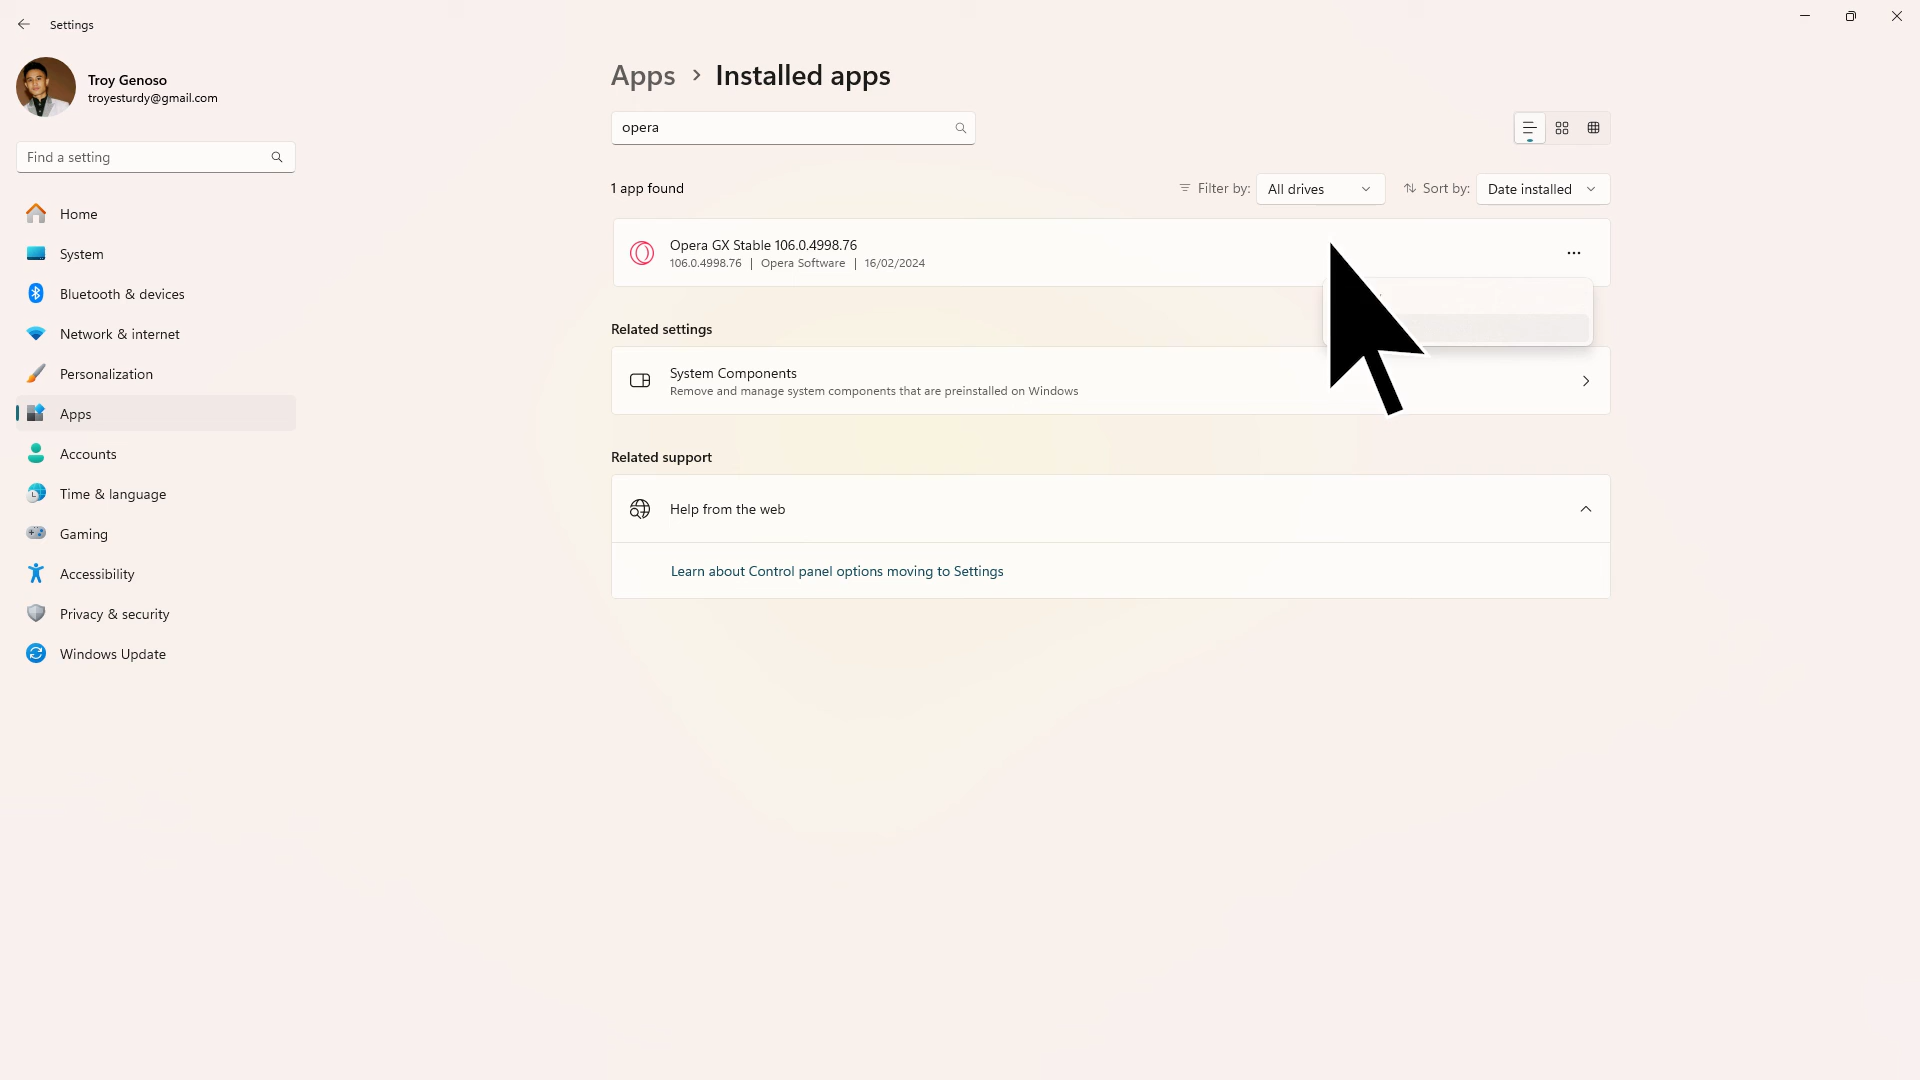 Settings
Troy Genoso
troyesturdy@gmail.com
Find a setting
Home
System
Bluetooth & devices
Network & internet
Personalization
Apps
Accounts
Time & language
Gaming
Accessibility
Privacy & security
Windows Update
Apps > Installed apps
opera
1 app found
Filter by: All drives
Sort by: Date installed
Opera GX Stable 106.0.4998.76
106.0.4998.76 | Opera Software | 16/02/2024
Related settings
System Components
Remove and manage system components that are preinstalled on Windows
Related support
Help from the web
Learn about Control panel options moving to Settings